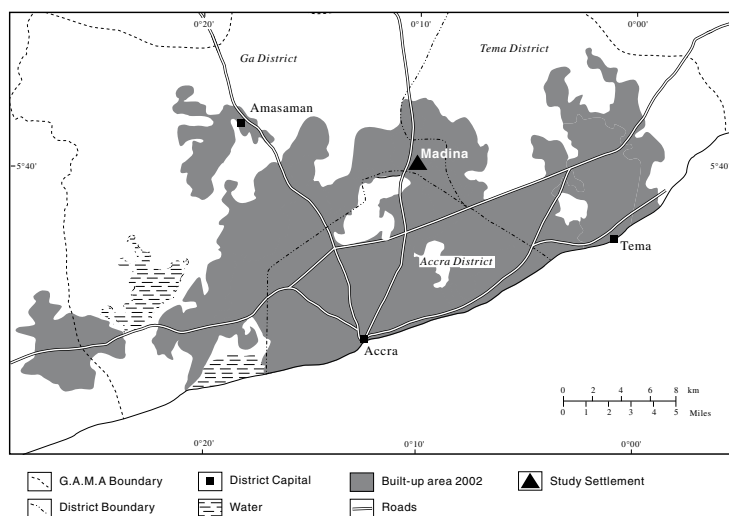 0°20'
0°10'
0°00'
Ga District
Tema District
Amasaman
Madina
5°40'
5°40'
Accra District
Tema
Accra
0 2 4 6 8 km
0 1 2 3 4 5 Miles
0°20'
0°10'
0°00'
G.A.M.A Boundary
District Capital
Built-up area 2002
Study Settlement
District Boundary
Water
Roads